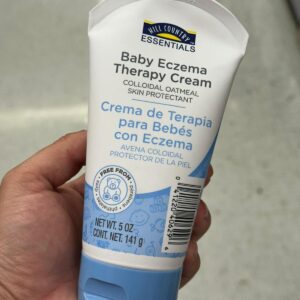 HILL COUNTRY
ESSENTIALS
Baby Eczema
Therapy Cream
COLLOIDAL OATMEAL
SKIN PROTECTANT
Crema de Terapia
para Bebés
con Eczema
AVENA COLOIDAL
PROTECTOR DE LA PIEL
FREE FROM
NET WT. 5 OZ
CONT. NET. 141 g